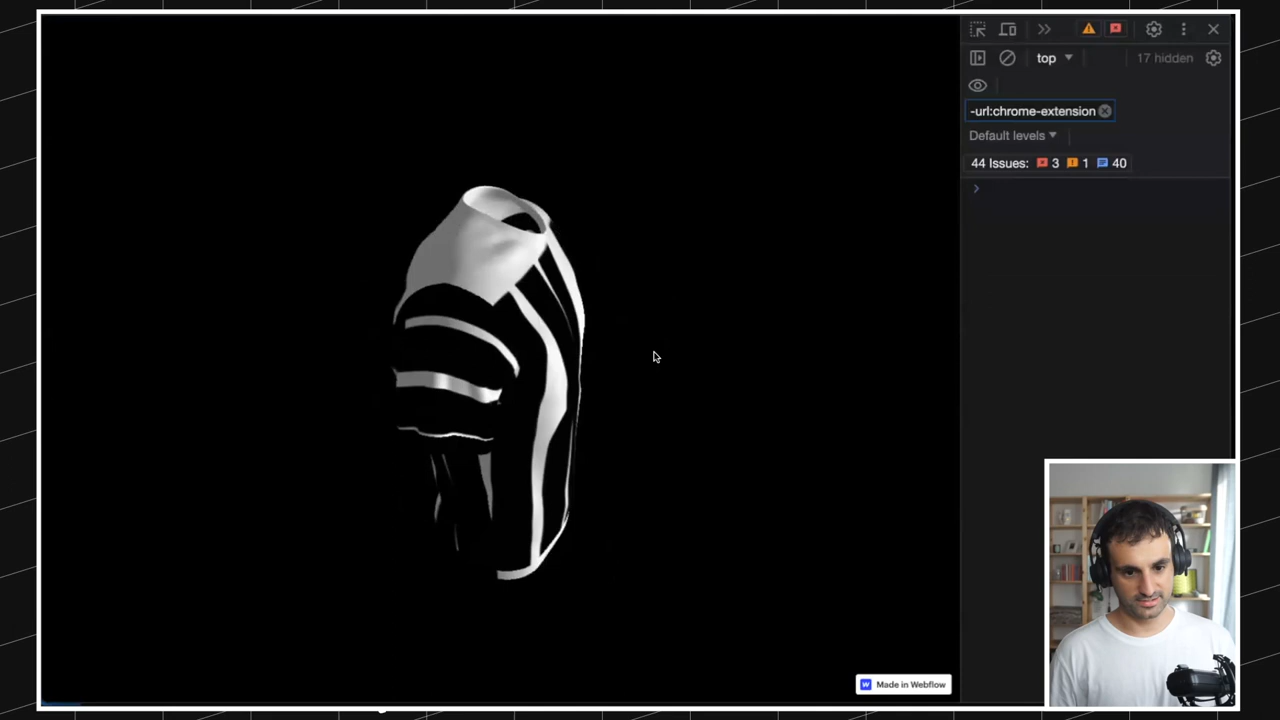 top
17 hidden
-url:chrome-extension
Default levels
44 Issues: 3 1 40
Made in Webflow